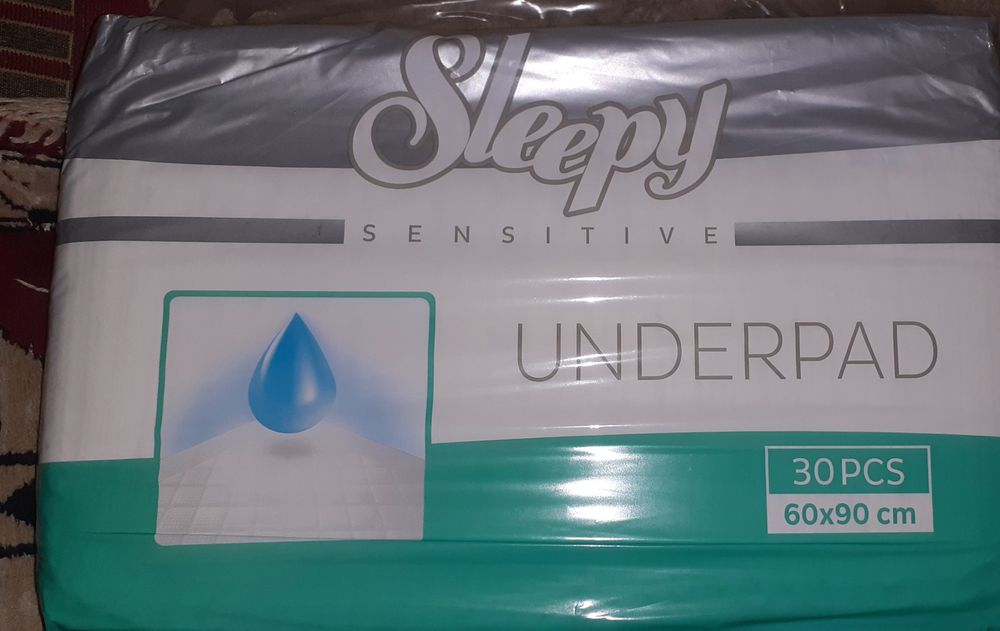 Sleepy
SENSITIVE
UNDERPAD
30 PCS
60x90 cm